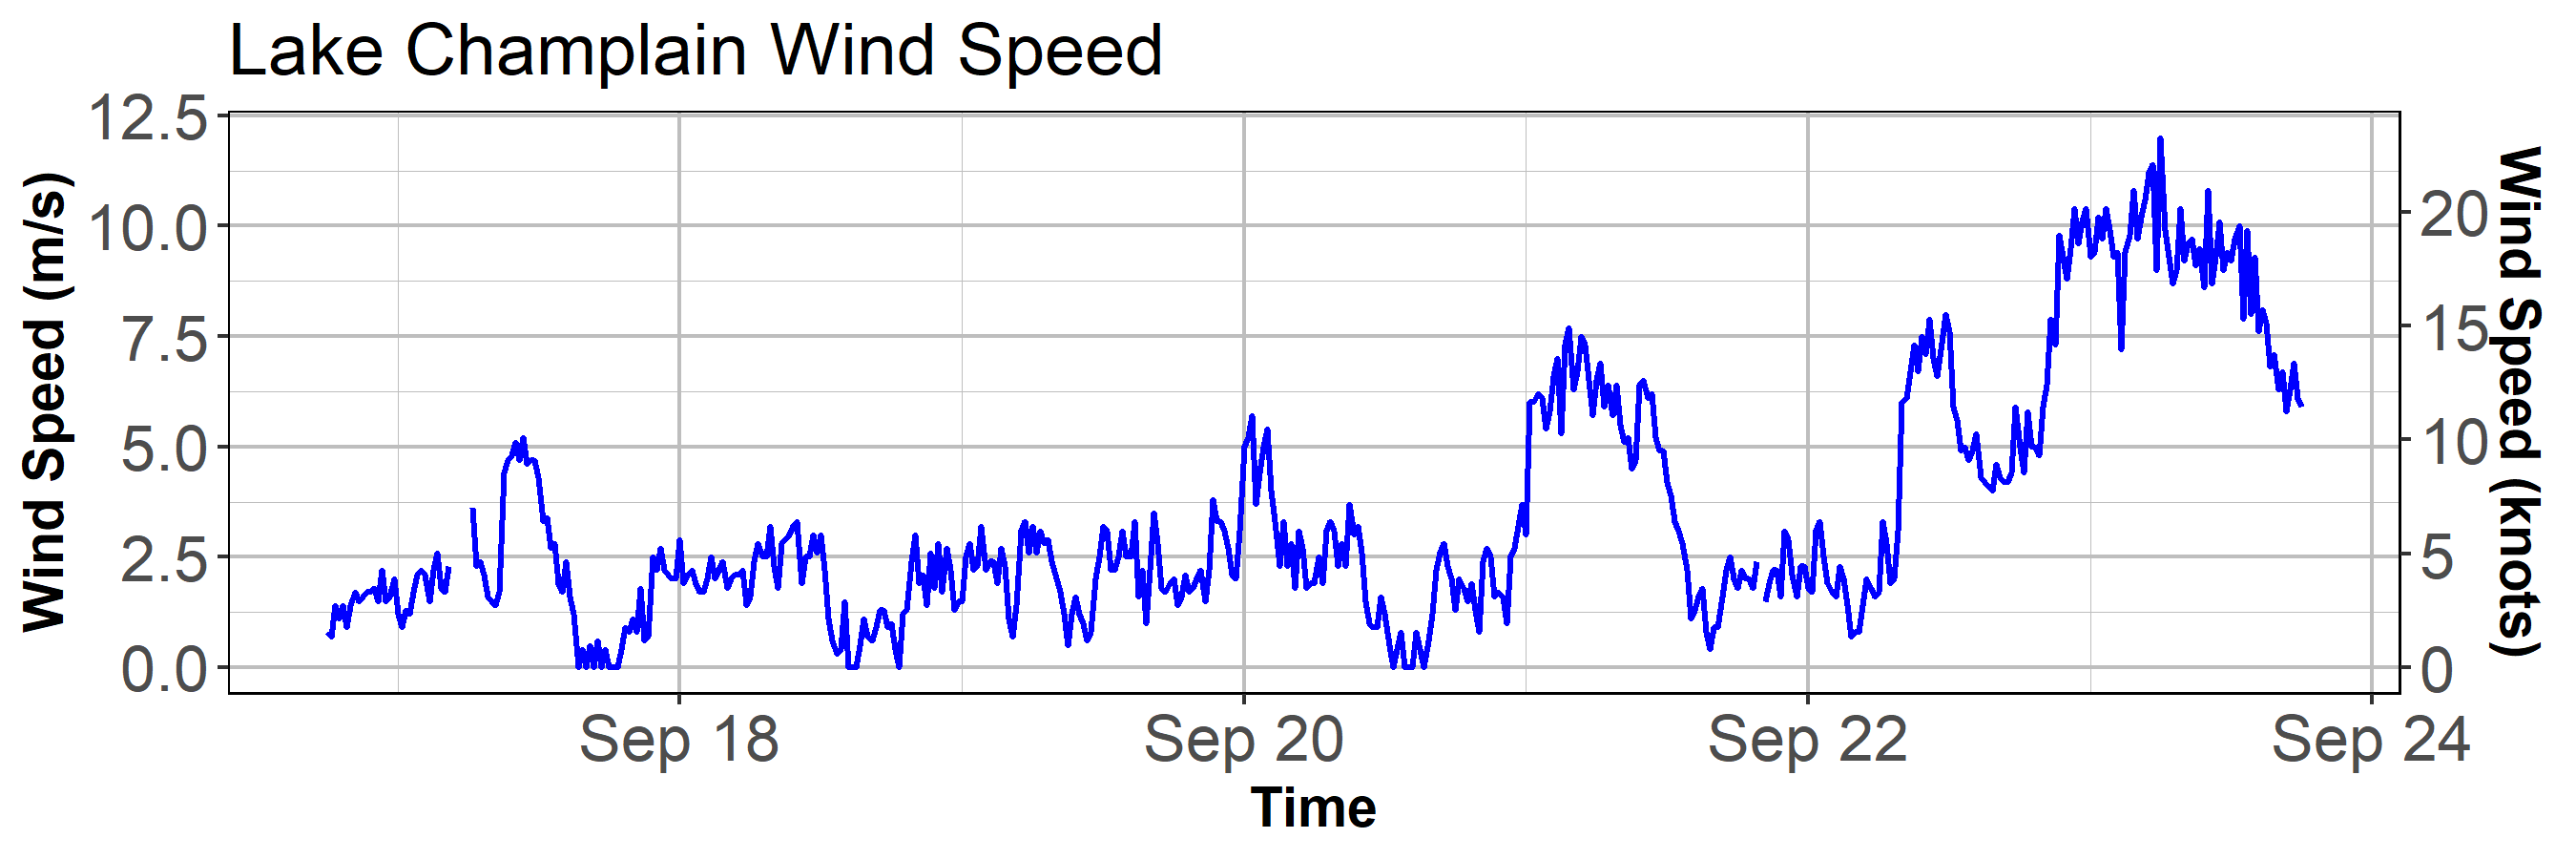 Lake Champlain Wind Speed
12.5
10.0
7.5
5.0
2.5
0.0
Wind Speed (m/s)
20
15
10
5
0
Wind Speed (knots)
Sep 18
Sep 20
Sep 22
Sep 24
Time